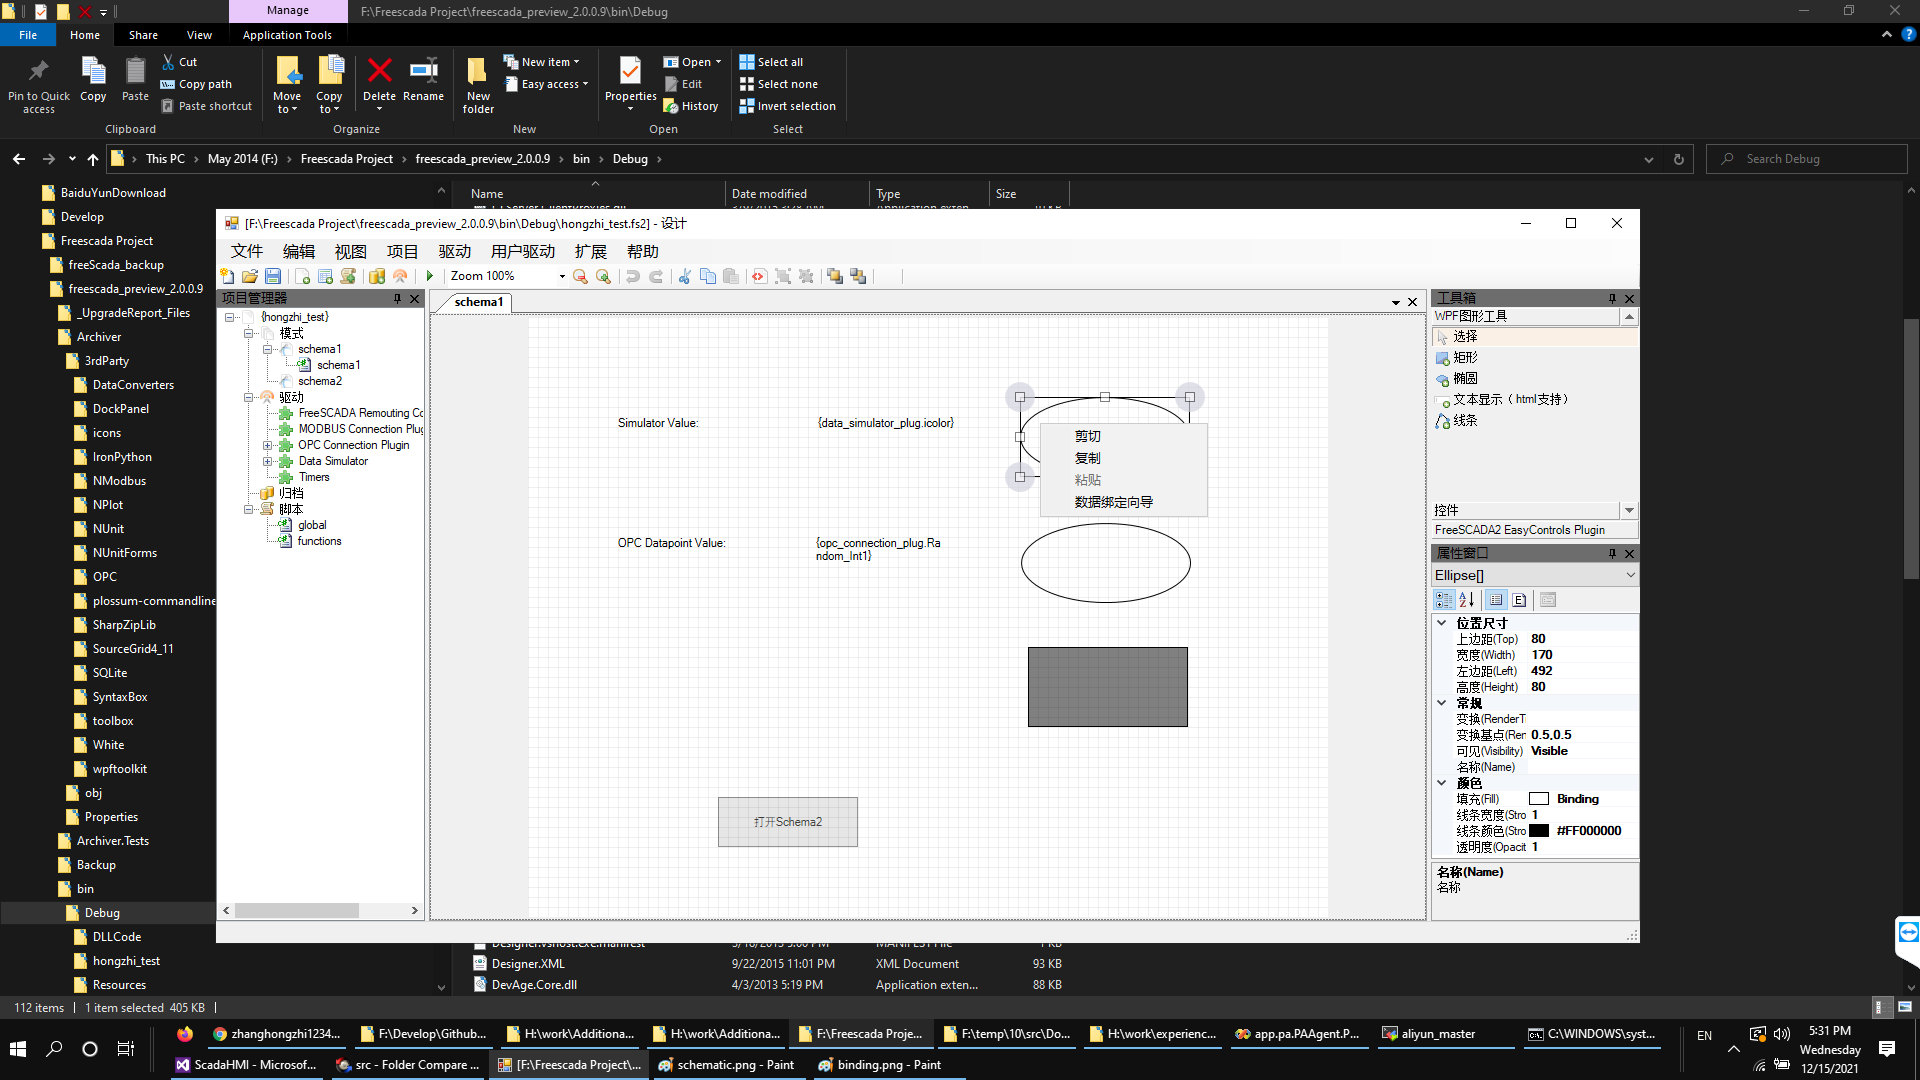 Manage
F:\Freescada Project\freescada_preview_2.0.0.9\bin\Debug
File
Home
Share
View
Application Tools
Pin to Quick access
Copy
Paste
Cut
Copy path
Paste shortcut
Clipboard
Move to
Copy to
Delete
Rename
Organize
New folder
New item
Easy access
New
Properties
Open
Edit
History
Open
Select all
Select none
Invert selection
Select
This PC
May 2014 (F:)
Freescada Project
freescada_preview_2.0.0.9
bin
Debug
Search Debug
BaiduYunDownload
Develop
Freescada Project
freeScada_backup
freescada_preview_2.0.0.9
_UpgradeReport_Files
Archiver
3rdParty
DataConverters
DockPanel
icons
IronPython
NModbus
NPlot
NUnit
NUnitForms
OPC
plossum-commandline
SharpZipLib
SourceGrid4_11
SQLite
SyntaxBox
toolbox
White
wpftoolkit
obj
Properties
Archiver.Tests
Backup
bin
Debug
DLLCode
hongzhi_test
Resources
Name
Date modified
Type
Size
[F:\Freescada Project\freescada_preview_2.0.0.9\bin\Debug\hongzhi_test.fs2] - 设计
文件 编辑 视图 项目 驱动 用户驱动 扩展 帮助
Zoom 100%
项目管理器
{hongzhi_test}
模式
schema1
schema1
schema2
驱动
FreeSCADA Remouting Co
MODBUS Connection Plug
OPC Connection Plugin
Data Simulator
Timers
归档
脚本
global
functions
schema1
Simulator Value:
{data_simulator_plug.icolor}
剪切
复制
粘贴
数据绑定向导
OPC Datapoint Value:
{opc_connection_plug.Ra
ndom_Int1}
打开Schema2
工具箱
WPF图形工具
选择
矩形
椭圆
文本显示（html支持）
线条
控件
FreeSCADA2 EasyControls Plugin
属性窗口
Ellipse[]
位置尺寸
上边距(Top) 80
宽度(Width) 170
左边距(Left) 492
高度(Height) 80
常规
变换(RenderT
变换基点(Ren 0.5,0.5
可见(Visibility) Visible
名称(Name)
颜色
填充(Fill) Binding
线条宽度(Stro 1
线条颜色(Stro #FF000000
透明度(Opacit 1
名称(Name)
名称
Designer.vshost.exe.manifest
Designer.XML 9/22/2015 11:01 PM XML Document 93 KB
DevAge.Core.dll 4/3/2013 5:19 PM Application exten... 88 KB
112 items
1 item selected 405 KB
zhanghongzhi1234...
F:\Develop\Github...
H:\work\Additiona...
H:\work\Additiona...
F:\Freescada Proje...
F:\temp\10\src\Do...
H:\work\experienc...
app.pa.PAAgent.P...
aliyun_master
C:\WINDOWS\syst...
ScadaHMI - Microsof...
src - Folder Compare ...
[F:\Freescada Project\...
schematic.png - Paint
binding.png - Paint
EN
5:31 PM
Wednesday
12/15/2021